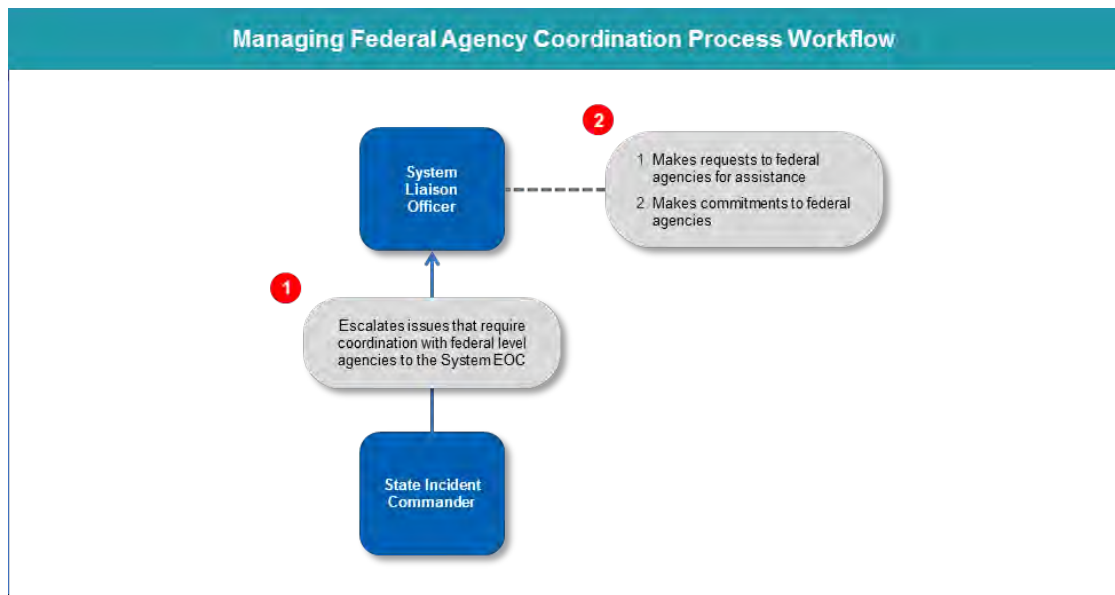 Managing Federal Agency Coordination Process Workflow
2
System
Liaison
Officer
1 Makes requests to federal
agencies for assistance
2 Makes commitments to federal
agencies
1
Escalates issues that require
coordination with federal level
agencies to the System EOC
State Incident
Commander